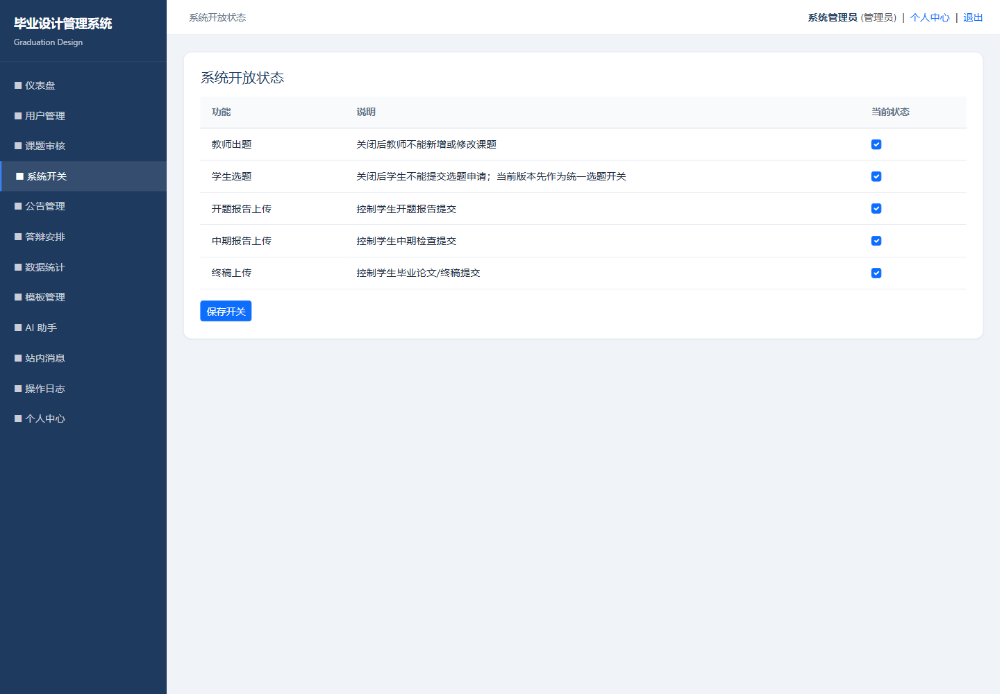 毕业设计管理系统
Graduation Design
仪表盘
用户管理
课题审核
系统开关
公告管理
答辩安排
数据统计
模板管理
AI 助手
站内消息
操作日志
个人中心
系统开放状态
系统管理员 (管理员) | 个人中心 | 退出
系统开放状态
功能 说明 当前状态
教师出题 关闭后教师不能新增或修改课题
学生选题 关闭后学生不能提交选题申请；当前版本先作为统一选题开关
开题报告上传 控制学生开题报告提交
中期报告上传 控制学生中期检查提交
终稿上传 控制学生毕业论文/终稿提交
保存开关